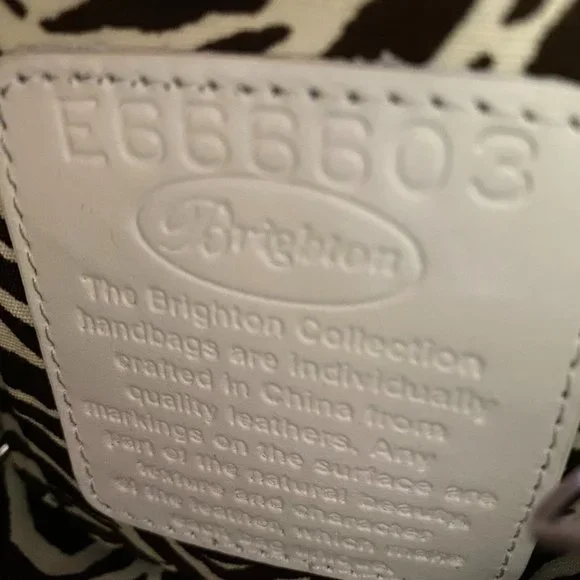 E666603
Brighton
The Brighton Collection
handbags are individually
crafted in China from
quality leathers. Any
markings on the surface are
part of the natural beauty,
texture and character
of the leather which make